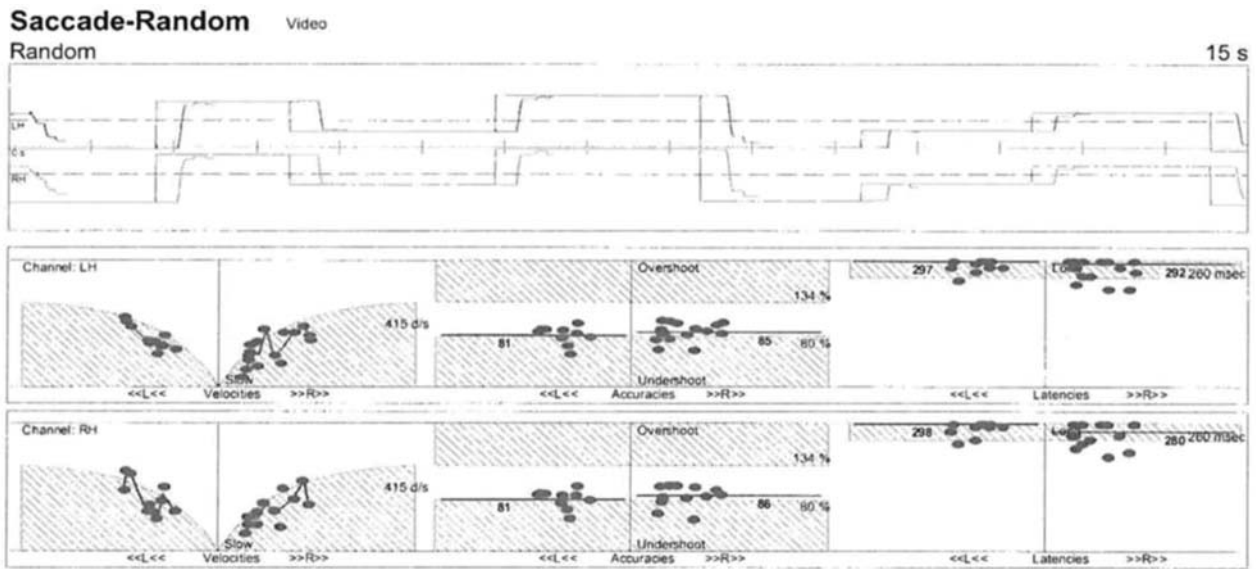 Saccade-Random Video
Random 15 s
LH
0 s
RH
Channel: LH
Overshoot
134 %
415 d/s
81
85
80 %
Slow
Undershoot
297
292 260 msec
<<L<< Velocities >>R>>
<<L<< Accuracies >>R>>
<<L<< Latencies >>R>>
Channel: RH
Overshoot
134 %
415 d/s
81
86
80 %
Slow
Undershoot
298
280 260 msec
<<L<< Velocities >>R>>
<<L<< Accuracies >>R>>
<<L<< Latencies >>R>>